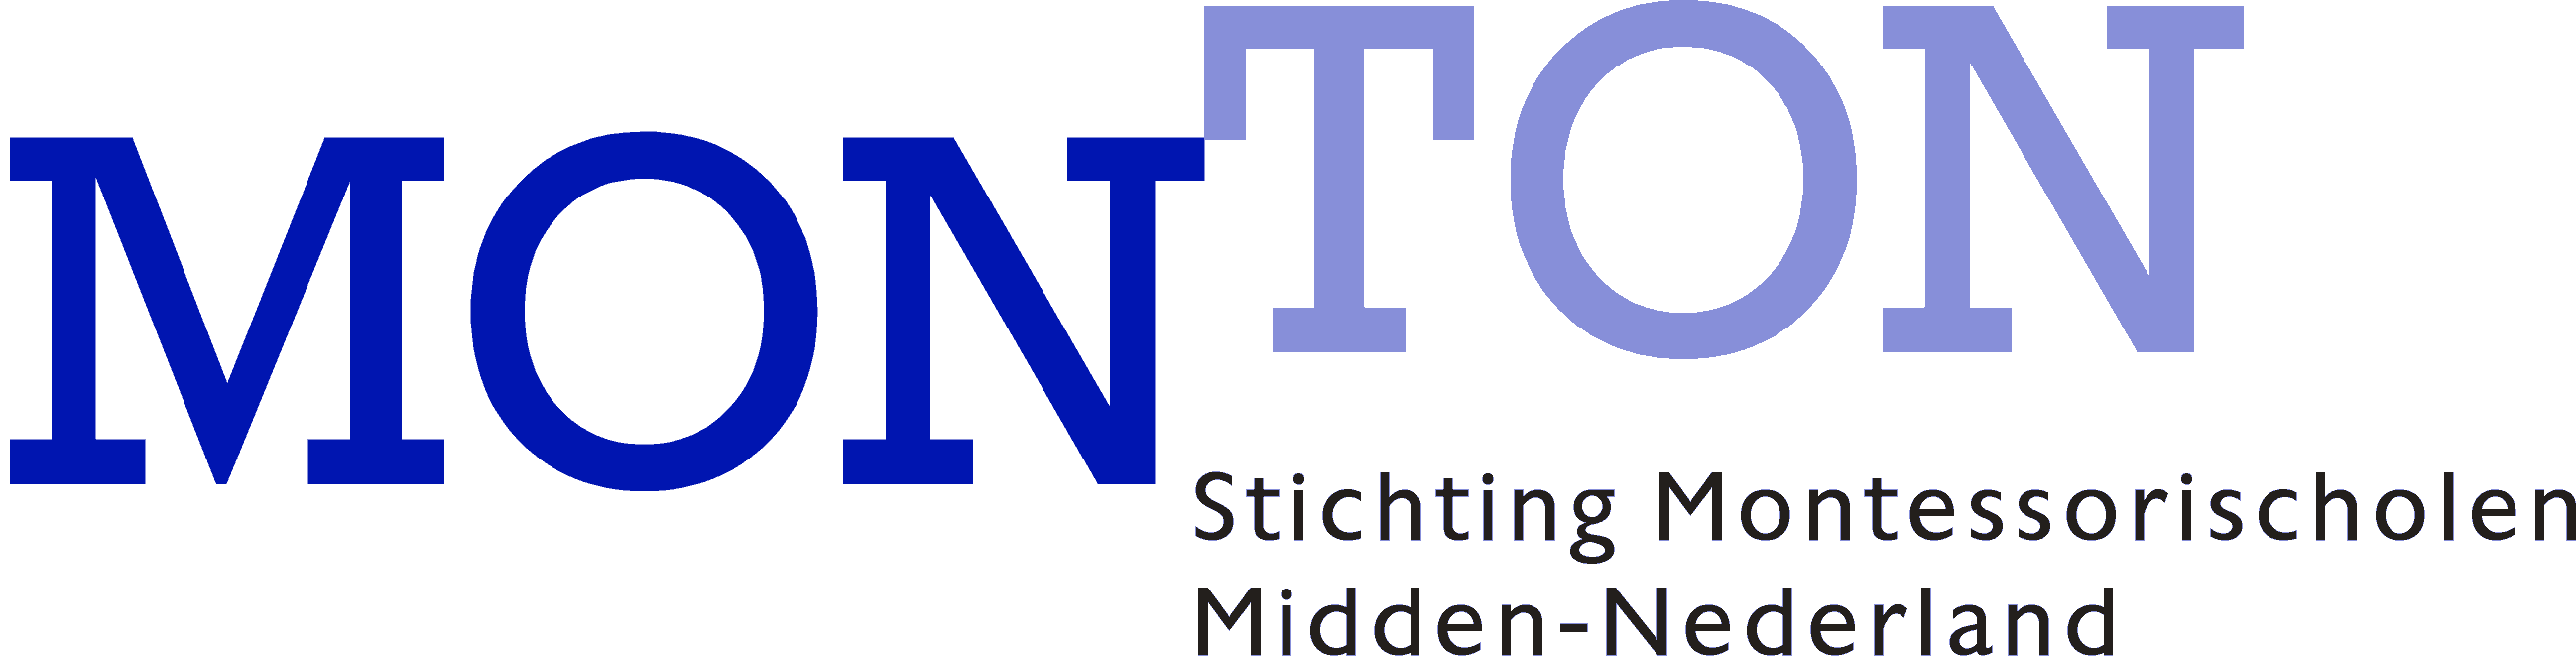 MONTON
Stichting Montessorischolen
Midden-Nederland